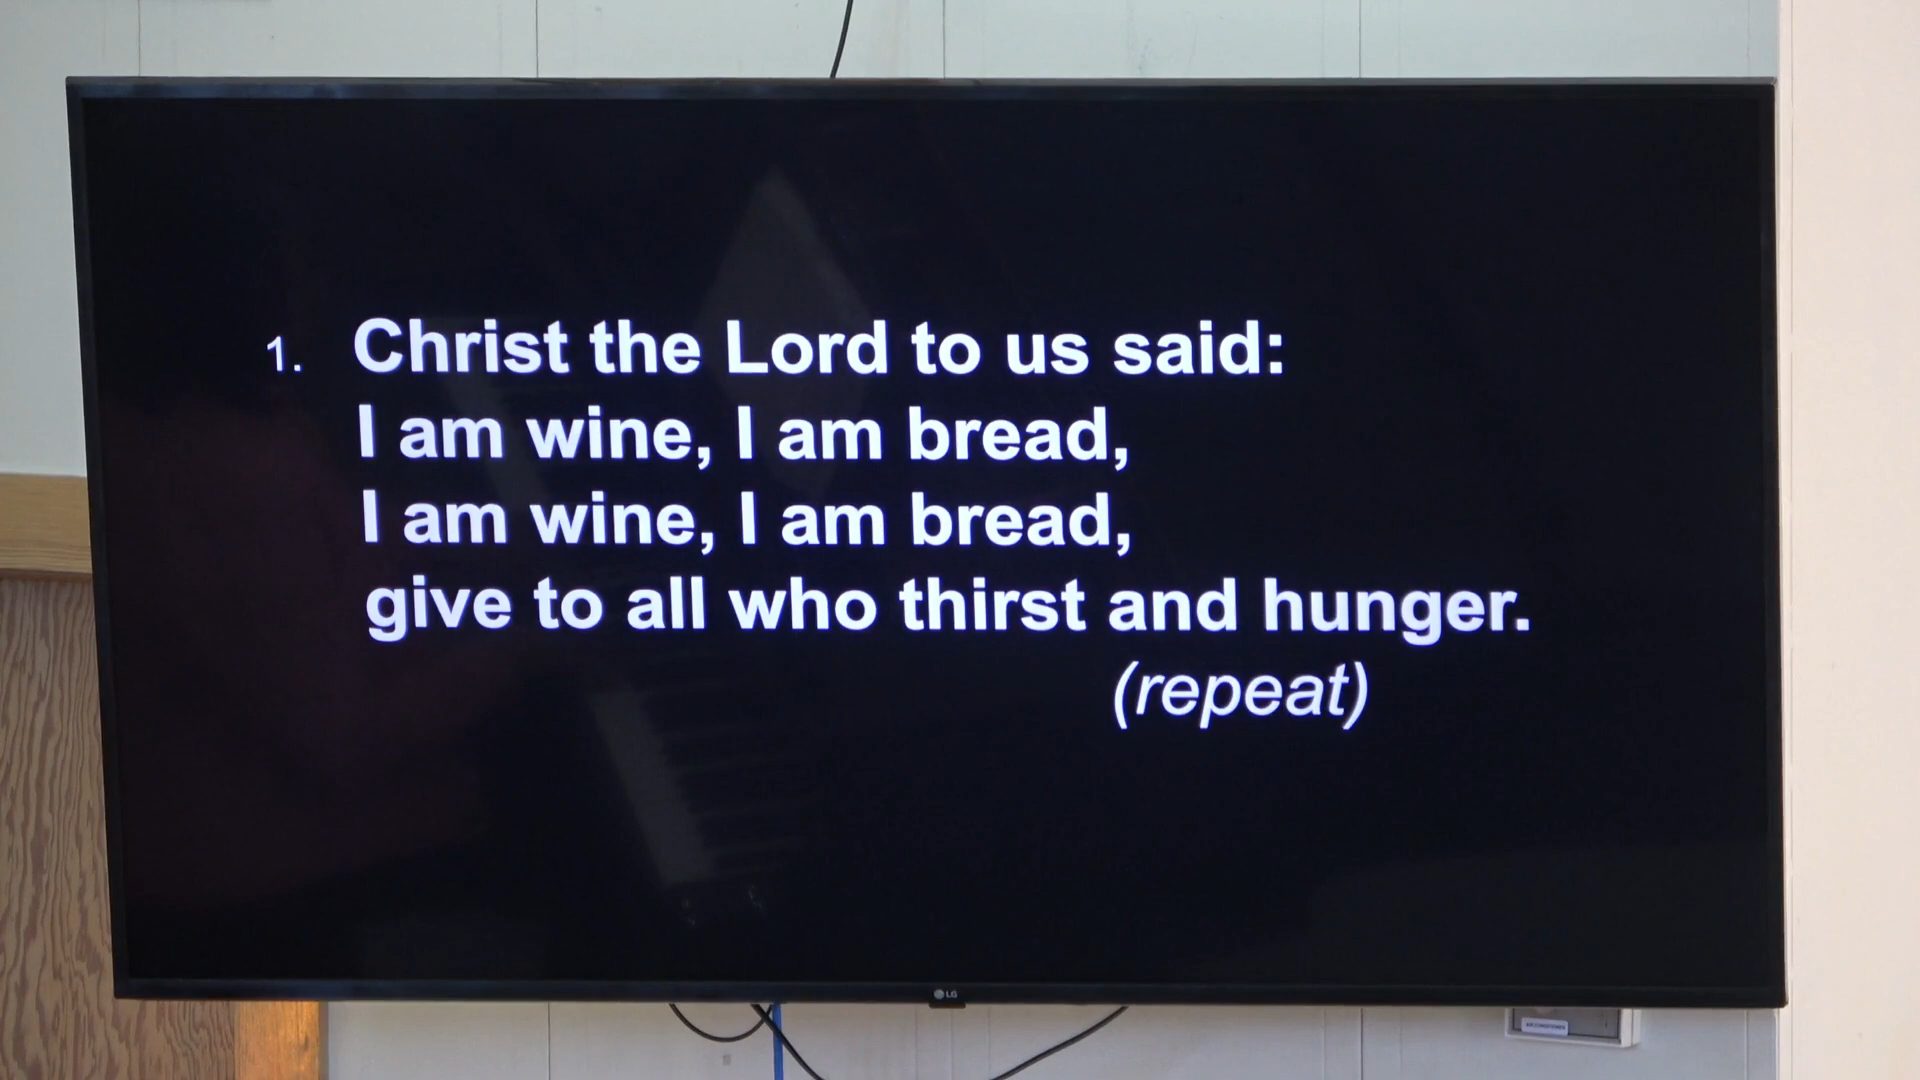 1. Christ the Lord to us said:
I am wine, I am bread,
I am wine, I am bread,
give to all who thirst and hunger.
(repeat)
LG